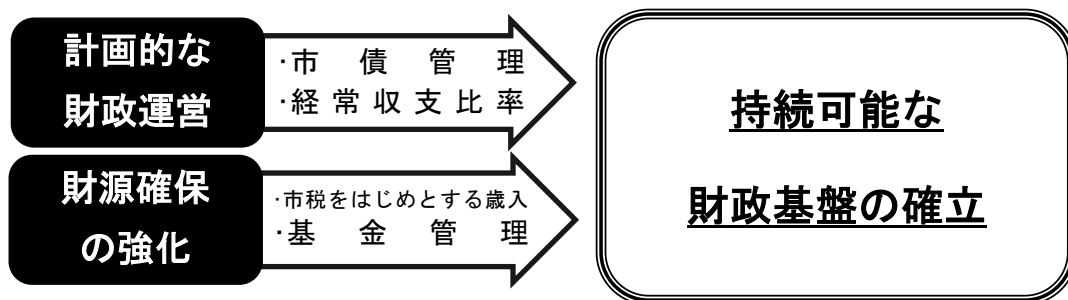 計画的な
財政運営
・市債管理
・経常収支比率
財源確保
の強化
・市税をはじめとする歳入
・基金管理
持続可能な
財政基盤の確立